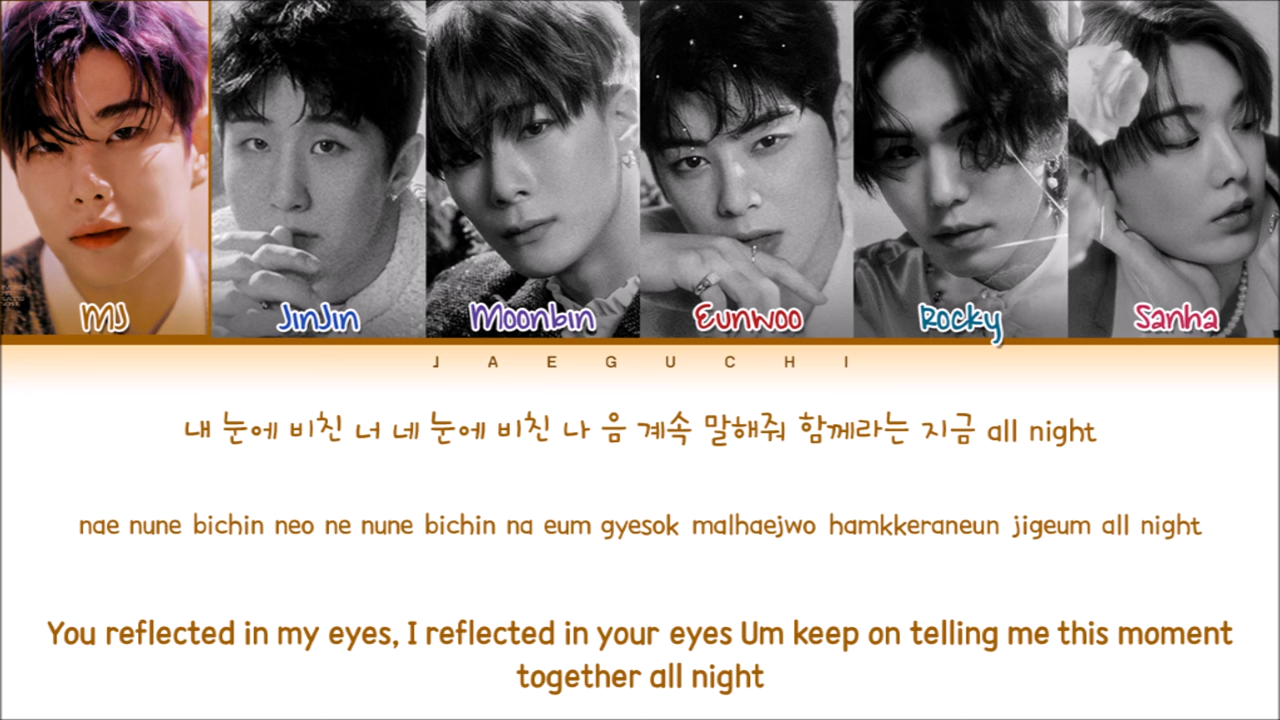 MJ
JinJin
Moonbin
Eunwoo
Rocky
Sanha
J A E G U C H I
내 눈에 비친 너 네 눈에 비친 나 음 계속 말해줘 함께라는 지금 all night
nae nune bichin neo ne nune bichin na eum gyesok malhaejwo hamkkeraneun jigeum all night
You reflected in my eyes, I reflected in your eyes Um keep on telling me this moment
together all night